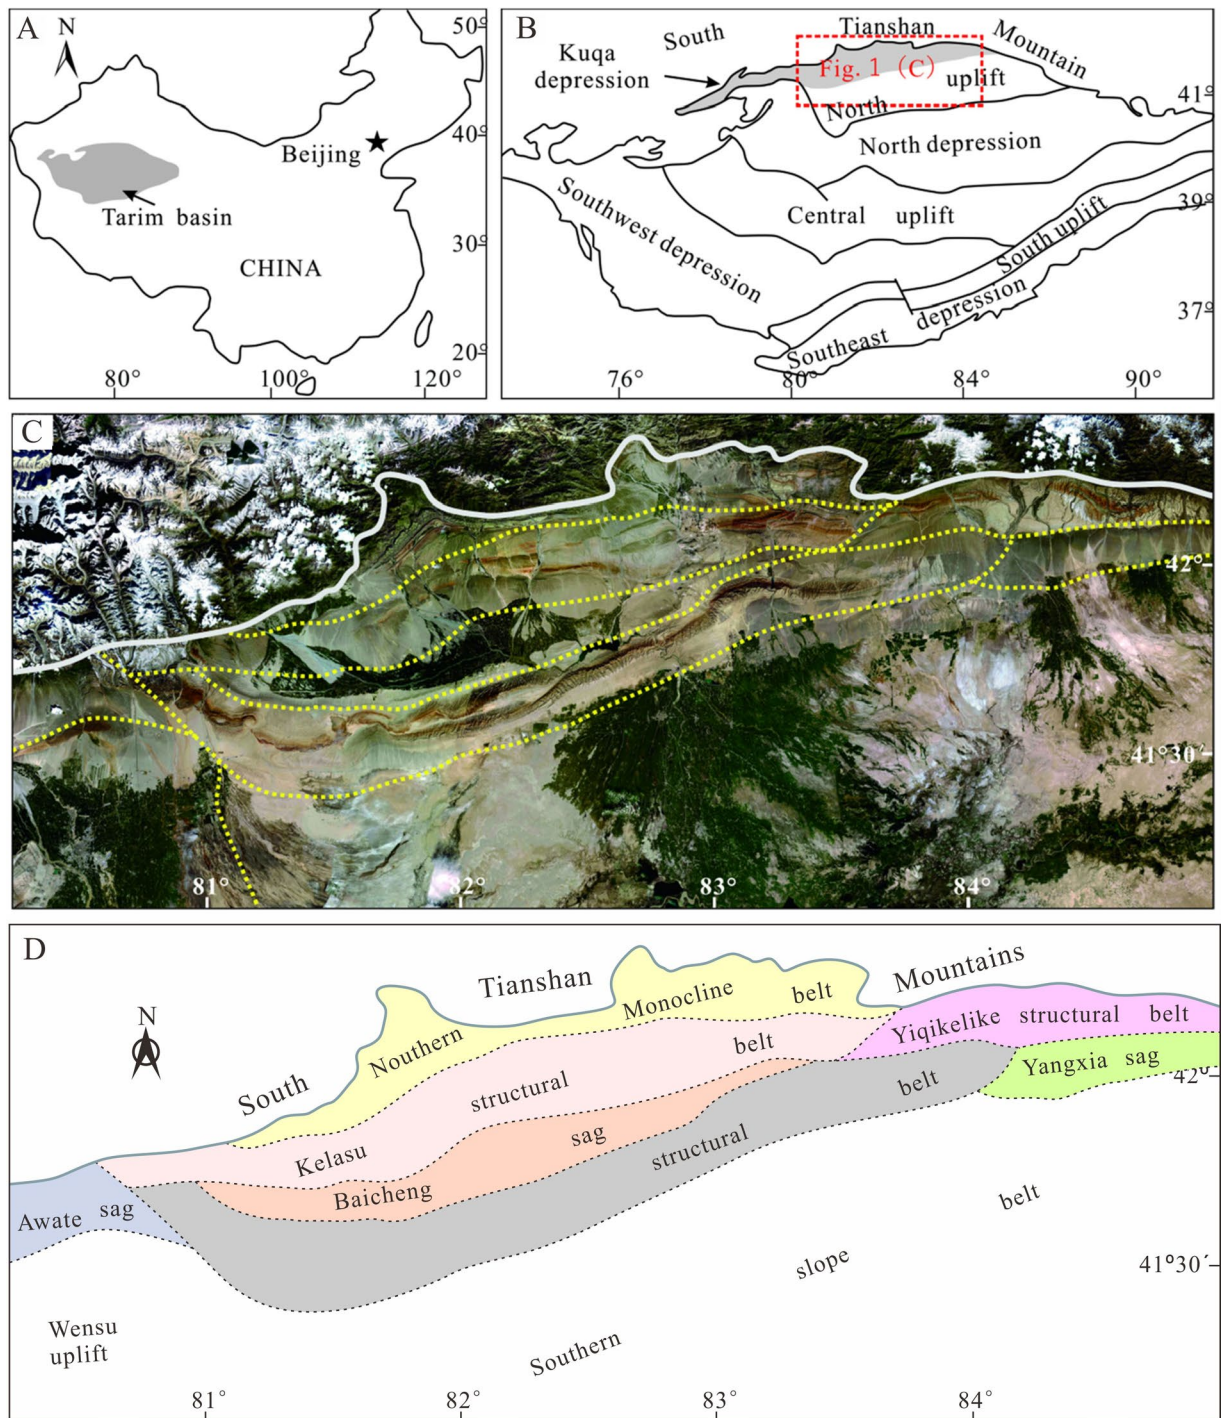 A
N
50°
40°
Beijing
Tarim basin
30°
CHINA
20°
80°
100°
120°
B
South
Tianshan
Mountain
Kuqa
depression
Fig. 1 (C)
uplift
41°
North
North depression
39°
Southwest depression
Central uplift
South uplift
37°
Southeast depression
76°
80°
84°
90°
C
42°
41°30′
81°
82°
83°
84°
D
N
South Tianshan Mountains
Nouthern Monocline belt
Yiqikelike structural belt
Kelasu structural belt
Yangxia sag
42°
Baicheng sag
structural belt
Awate sag
Southern slope belt
41°30′
Wensu
uplift
81°
82°
83°
84°